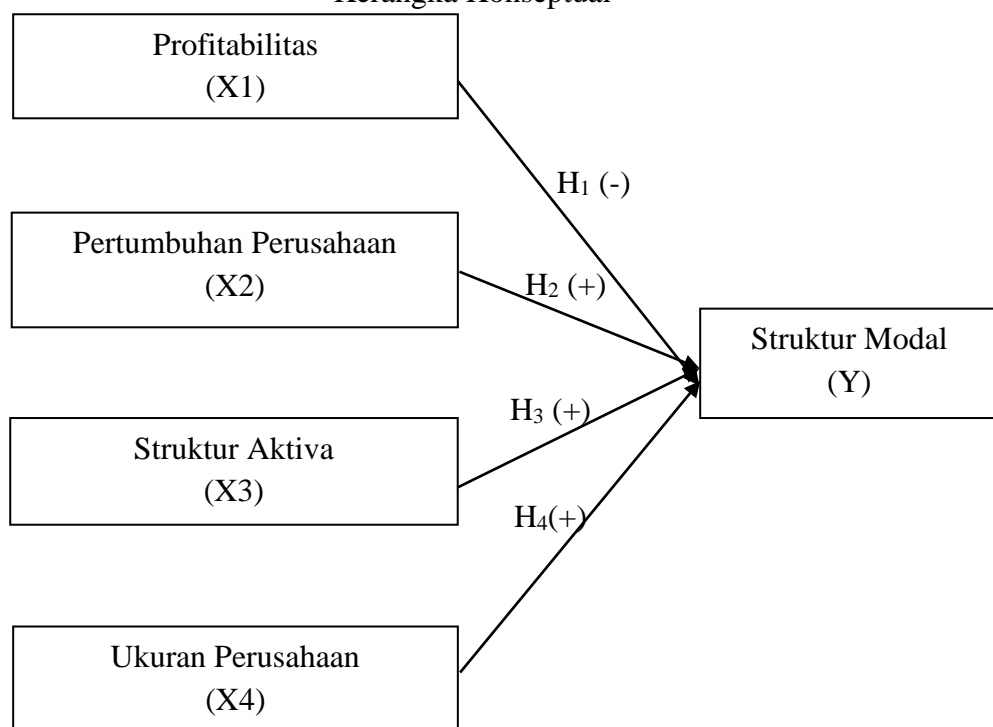 Kerangka Konseptual
Profitabilitas
(X1)
H1 (-)
Pertumbuhan Perusahaan
(X2)
H2 (+)
Struktur Modal
(Y)
H3 (+)
Struktur Aktiva
(X3)
H4(+)
Ukuran Perusahaan
(X4)